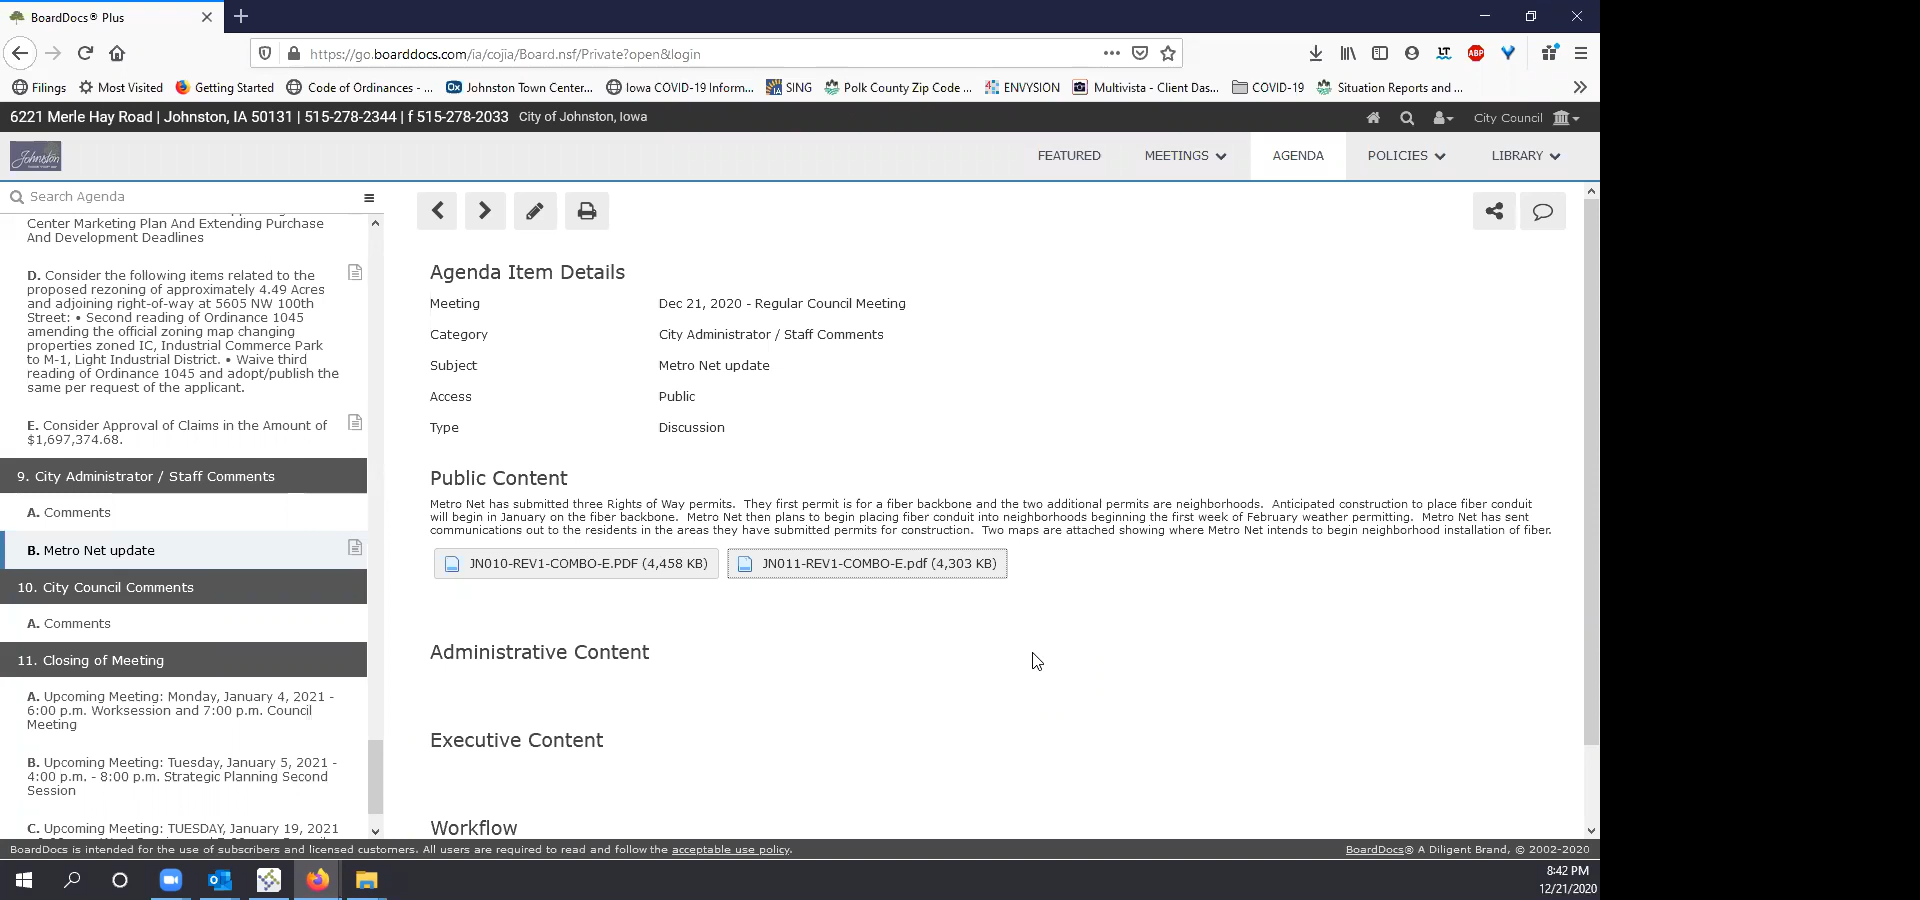 BoardDocs® Plus
https://go.boarddocs.com/ia/cojia/Board.nsf/Private?open&login
Filings
Most Visited
Getting Started
Code of Ordinances - ...
Johnston Town Center...
Iowa COVID-19 Inform...
SING
Polk County Zip Code ...
ENVYSION
Multivista - Client Das...
COVID-19
Situation Reports and ...
6221 Merle Hay Road | Johnston, IA 50131 | 515-278-2344 | f 515-278-2033 City of Johnston, Iowa
City Council
Johnston
FEATURED
MEETINGS
AGENDA
POLICIES
LIBRARY
Search Agenda
Center Marketing Plan And Extending Purchase
And Development Deadlines
D. Consider the following items related to the
proposed rezoning of approximately 4.49 Acres
and adjoining right-of-way at 5605 NW 100th
Street: • Second reading of Ordinance 1045
amending the official zoning map changing
properties zoned IC, Industrial Commerce Park
to M-1, Light Industrial District. • Waive third
reading of Ordinance 1045 and adopt/publish the
same per request of the applicant.
E. Consider Approval of Claims in the Amount of
$1,697,374.68.
9. City Administrator / Staff Comments
A. Comments
B. Metro Net update
10. City Council Comments
A. Comments
11. Closing of Meeting
A. Upcoming Meeting: Monday, January 4, 2021 -
6:00 p.m. Worksession and 7:00 p.m. Council
Meeting
B. Upcoming Meeting: Tuesday, January 5, 2021 -
4:00 p.m. - 8:00 p.m. Strategic Planning Second
Session
C. Upcoming Meeting: TUESDAY, January 19, 2021
Agenda Item Details
Meeting Dec 21, 2020 - Regular Council Meeting
Category City Administrator / Staff Comments
Subject Metro Net update
Access Public
Type Discussion
Public Content
Metro Net has submitted three Rights of Way permits. They first permit is for a fiber backbone and the two additional permits are neighborhoods. Anticipated construction to place fiber conduit
will begin in January on the fiber backbone. Metro Net then plans to begin placing fiber conduit into neighborhoods beginning the first week of February weather permitting. Metro Net has sent
communications out to the residents in the areas they have submitted permits for construction. Two maps are attached showing where Metro Net intends to begin neighborhood installation of fiber.
JN010-REV1-COMBO-E.PDF (4,458 KB)
JN011-REV1-COMBO-E.pdf (4,303 KB)
Administrative Content
Executive Content
Workflow
BoardDocs is intended for the use of subscribers and licensed customers. All users are required to read and follow the acceptable use policy.
BoardDocs® A Diligent Brand, © 2002-2020
8:42 PM
12/21/2020